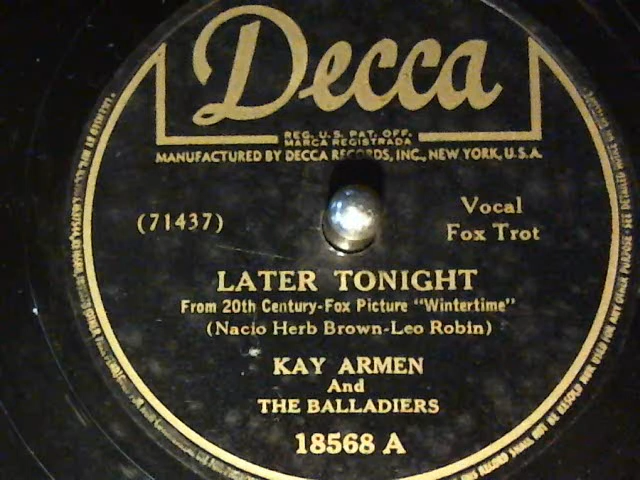 Decca
REG. U.S. PAT. OFF.
MARCA REGISTRADA
MANUFACTURED BY DECCA RECORDS, INC., NEW YORK, U.S.A.
(71437)
Vocal
Fox Trot
LATER TONIGHT
From 20th Century-Fox Picture "Wintertime"
(Nacio Herb Brown-Leo Robin)
KAY ARMEN
And
THE BALLADIERS
18568 A